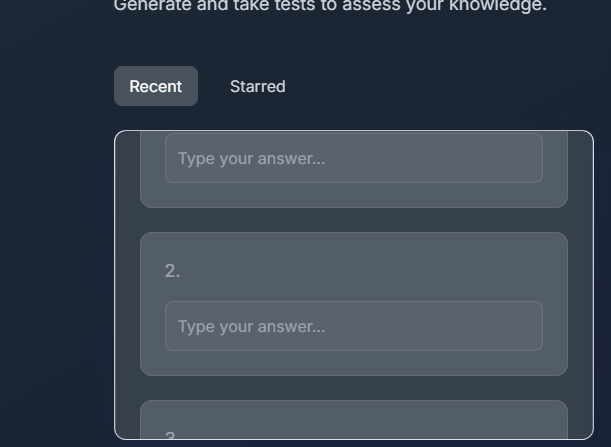 Generate and take tests to assess your knowledge.
Recent
Starred
Type your answer...
2.
Type your answer...
3